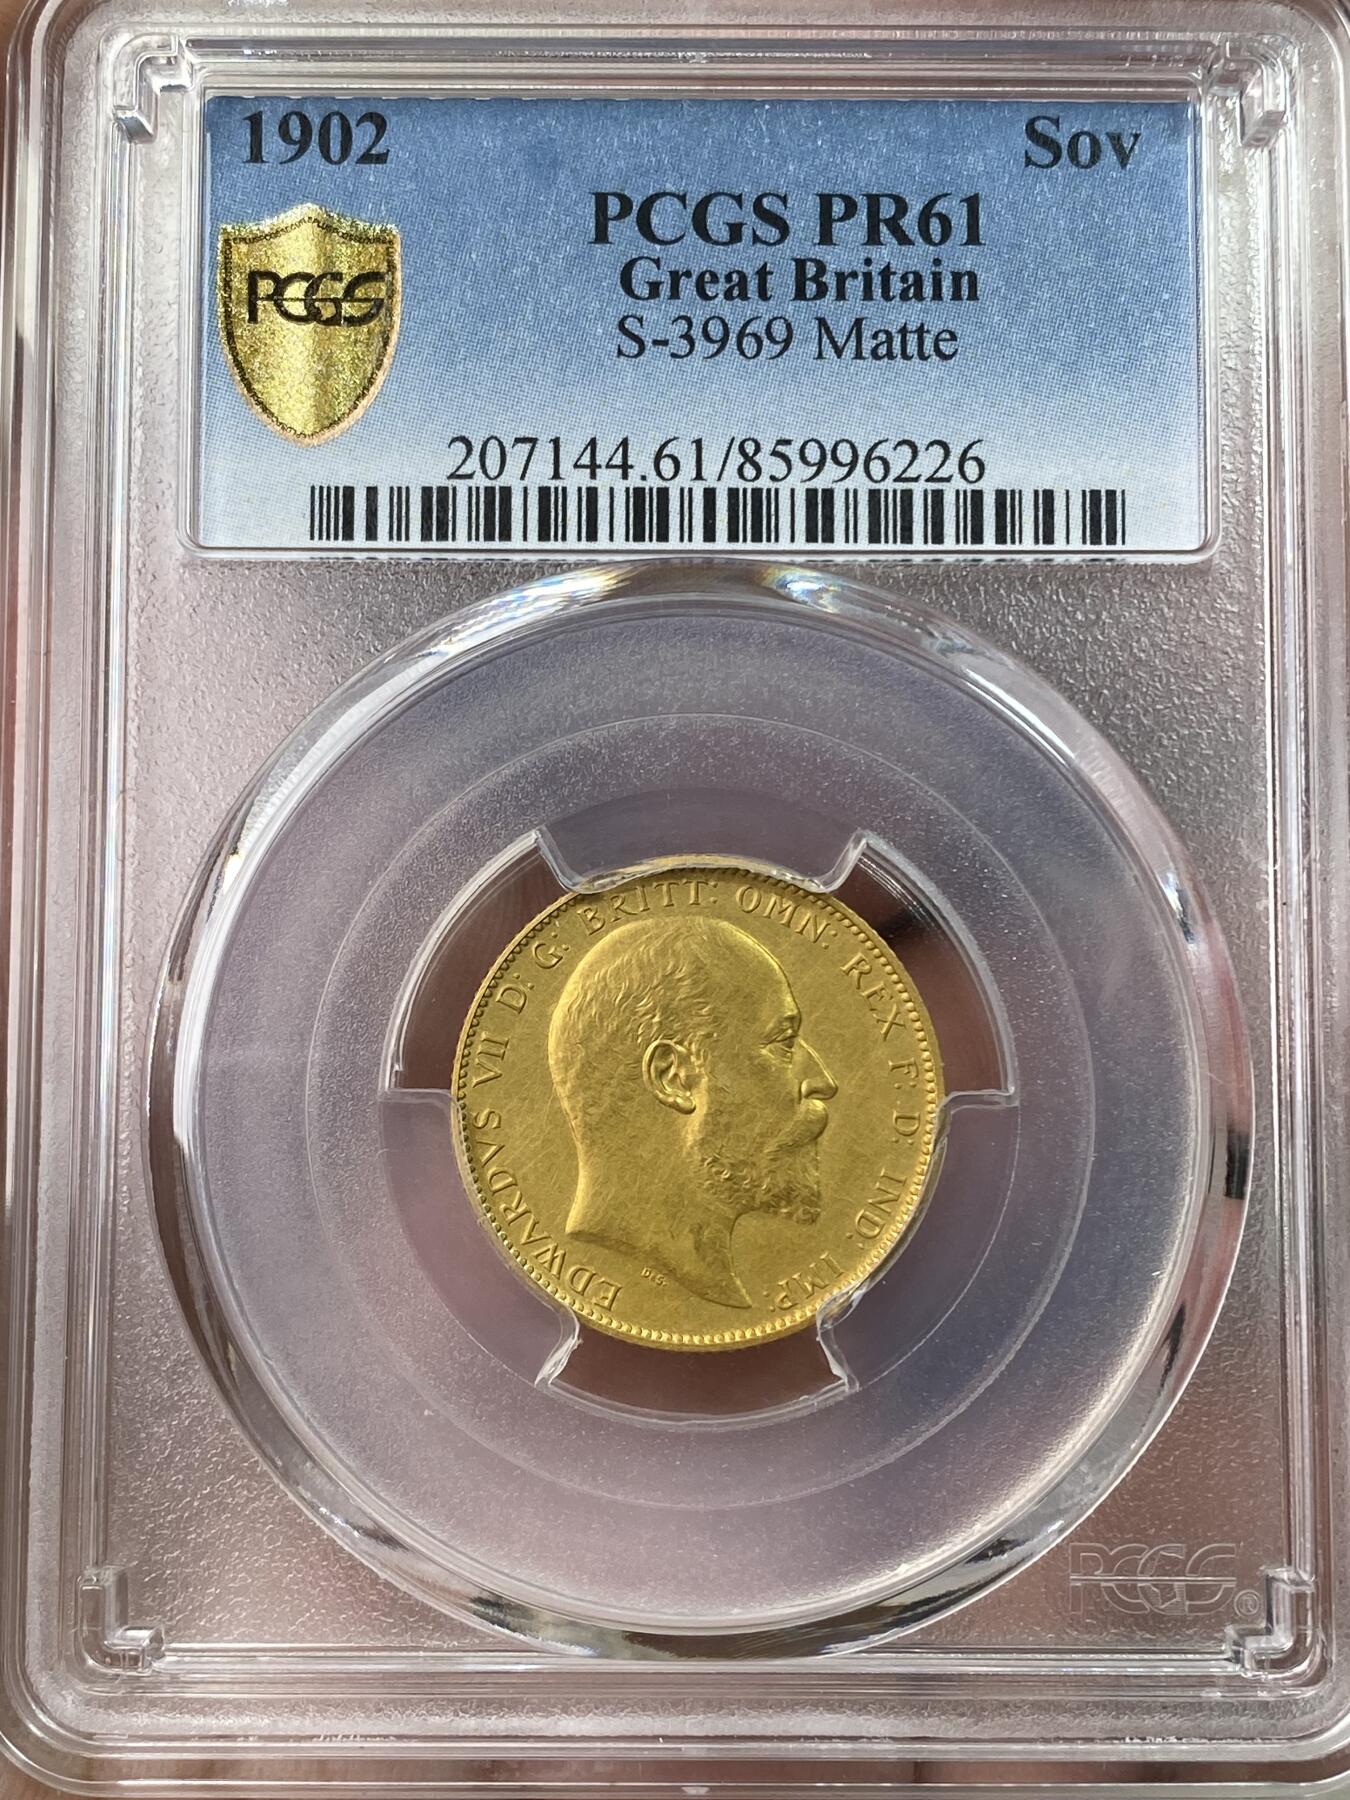 1902 Sov
PCGS PR61
Great Britain
PCGS
S-3969 Matte
207144.61/85996226
EDWARDVS VII D: G: BRITT: OMN: REX F: D: IND: IMP:
DES.
PCGS®